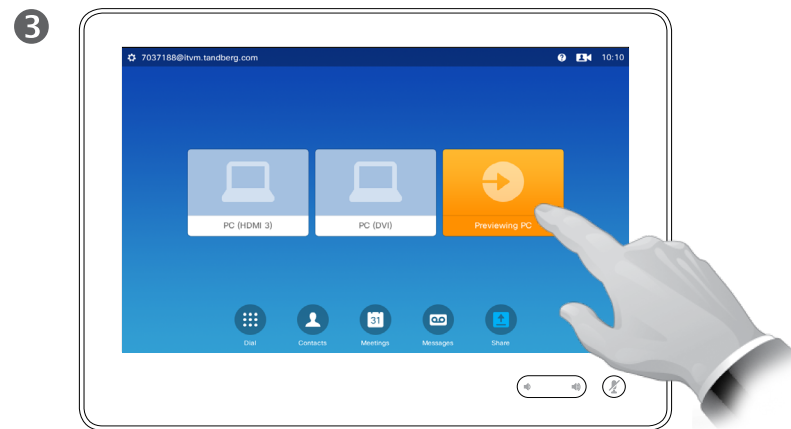 3
7037188@itvm.tandberg.com
? 10:10
PC (HDMI 3)
PC (DVI)
Previewing PC
31
Dial
Contacts
Meetings
Messages
Share